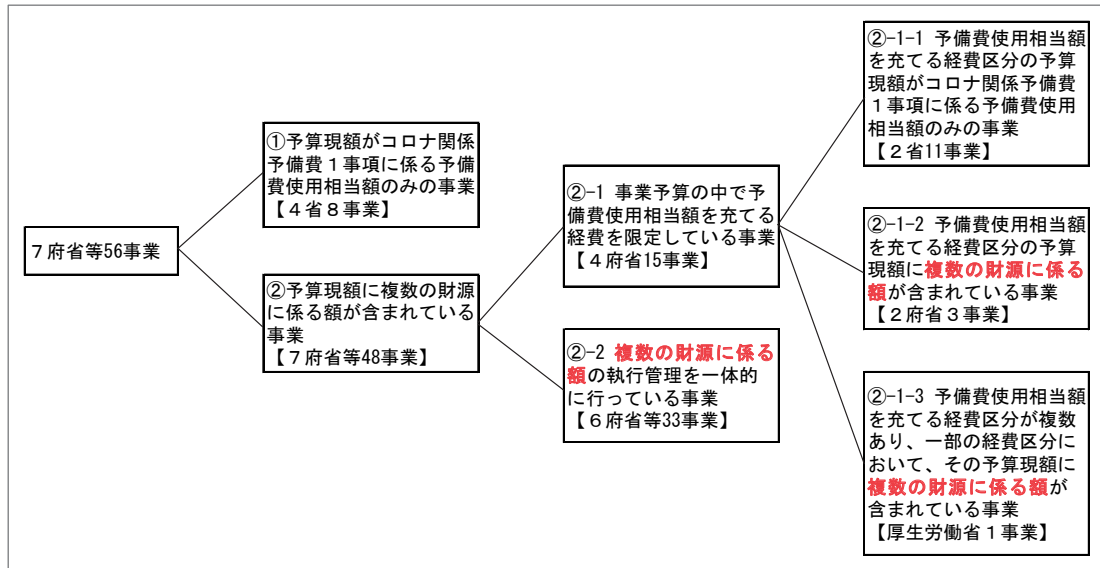 ７府省等56事業
①予算現額がコロナ関係
予備費１事項に係る予備
費使用相当額のみの事業
【４省８事業】
②予算現額に複数の財源
に係る額が含まれている
事業
【７府省等48事業】
②-1 事業予算の中で予
備費使用相当額を充てる
経費を限定している事業
【４府省15事業】
②-2 複数の財源に係る
額の執行管理を一体的
に行っている事業
【６府省等33事業】
②-1-1 予備費使用相当額
を充てる経費区分の予算
現額がコロナ関係予備費
１事項に係る予備費使用
相当額のみの事業
【２省11事業】
②-1-2 予備費使用相当額
を充てる経費区分の予算
現額に複数の財源に係る
額が含まれている事業
【２府省３事業】
②-1-3 予備費使用相当額
を充てる経費区分が複数
あり、一部の経費区分に
おいて、その予算現額に
複数の財源に係る額が
含まれている事業
【厚生労働省１事業】